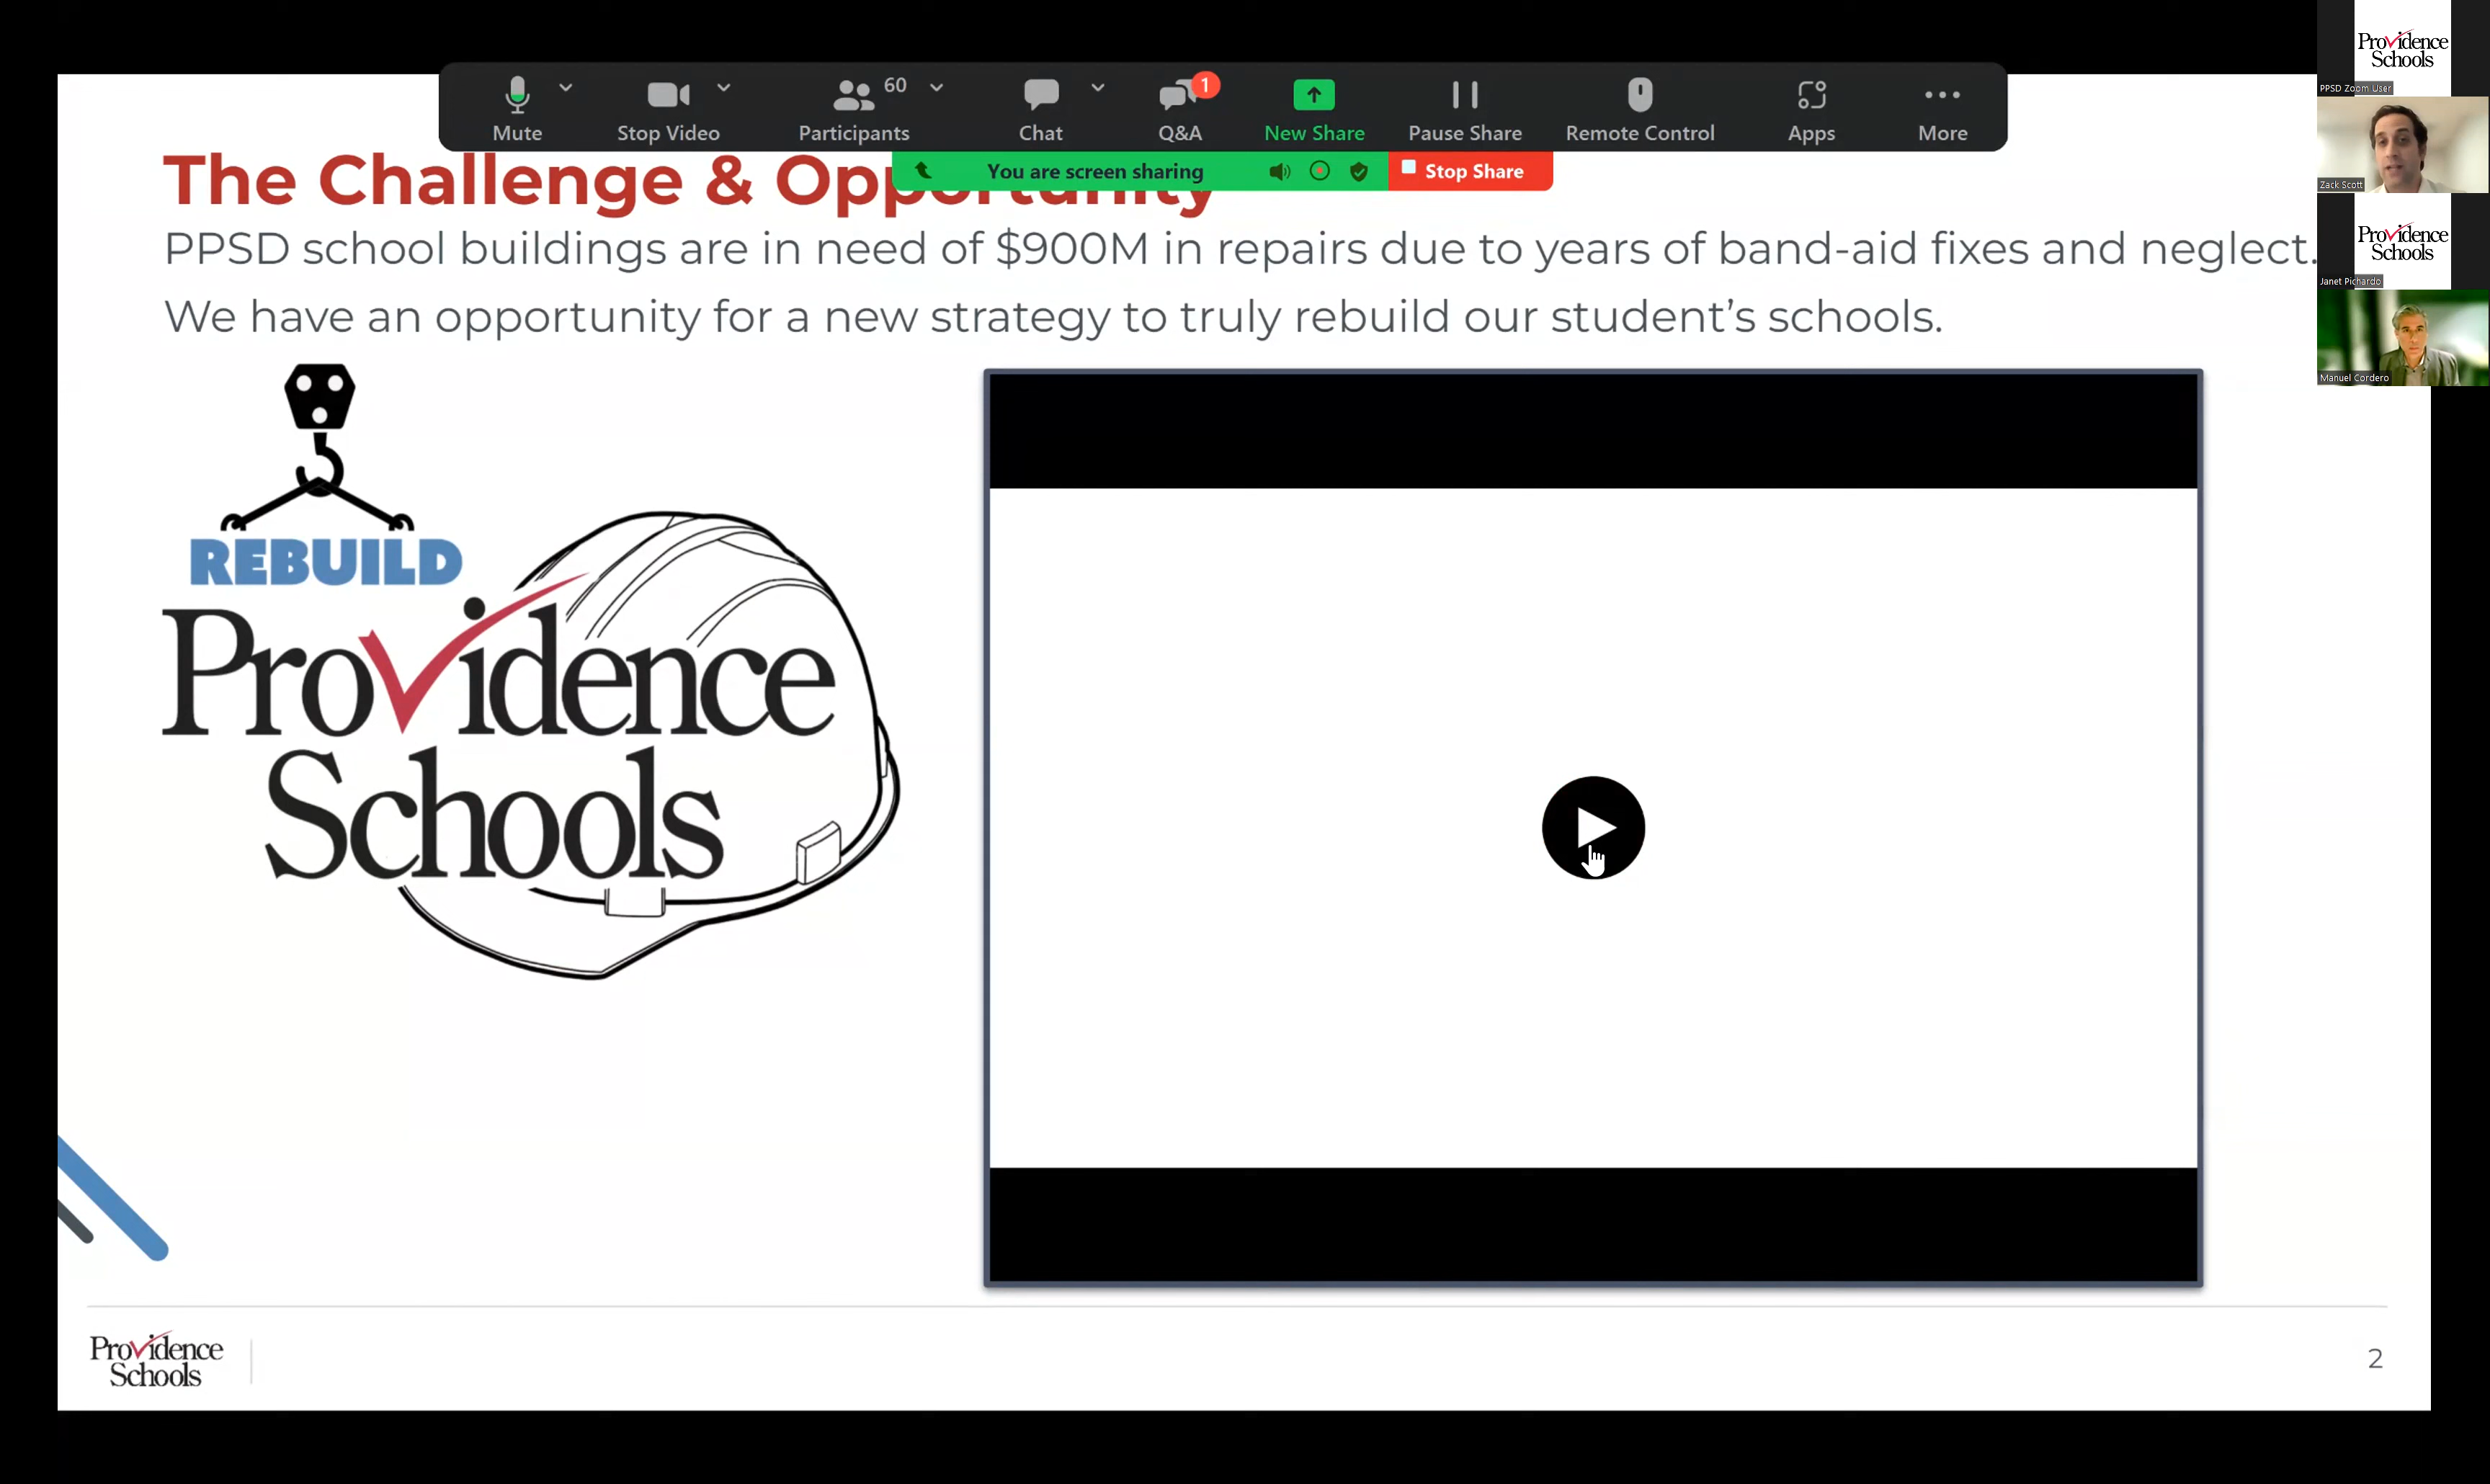 Mute
Stop Video
60
Participants
Chat
1
Q&A
New Share
Pause Share
Remote Control
Apps
More
You are screen sharing
Stop Share
The Challenge & Opportunity
PPSD school buildings are in need of $900M in repairs due to years of band-aid fixes and neglect.
We have an opportunity for a new strategy to truly rebuild our student's schools.
REBUILD
Providence
Schools
Providence
Schools
2
Providence
Schools
PPSD Zoom User
Zack Scott
Providence
Schools
Janet Pichardo
Manuel Cordero